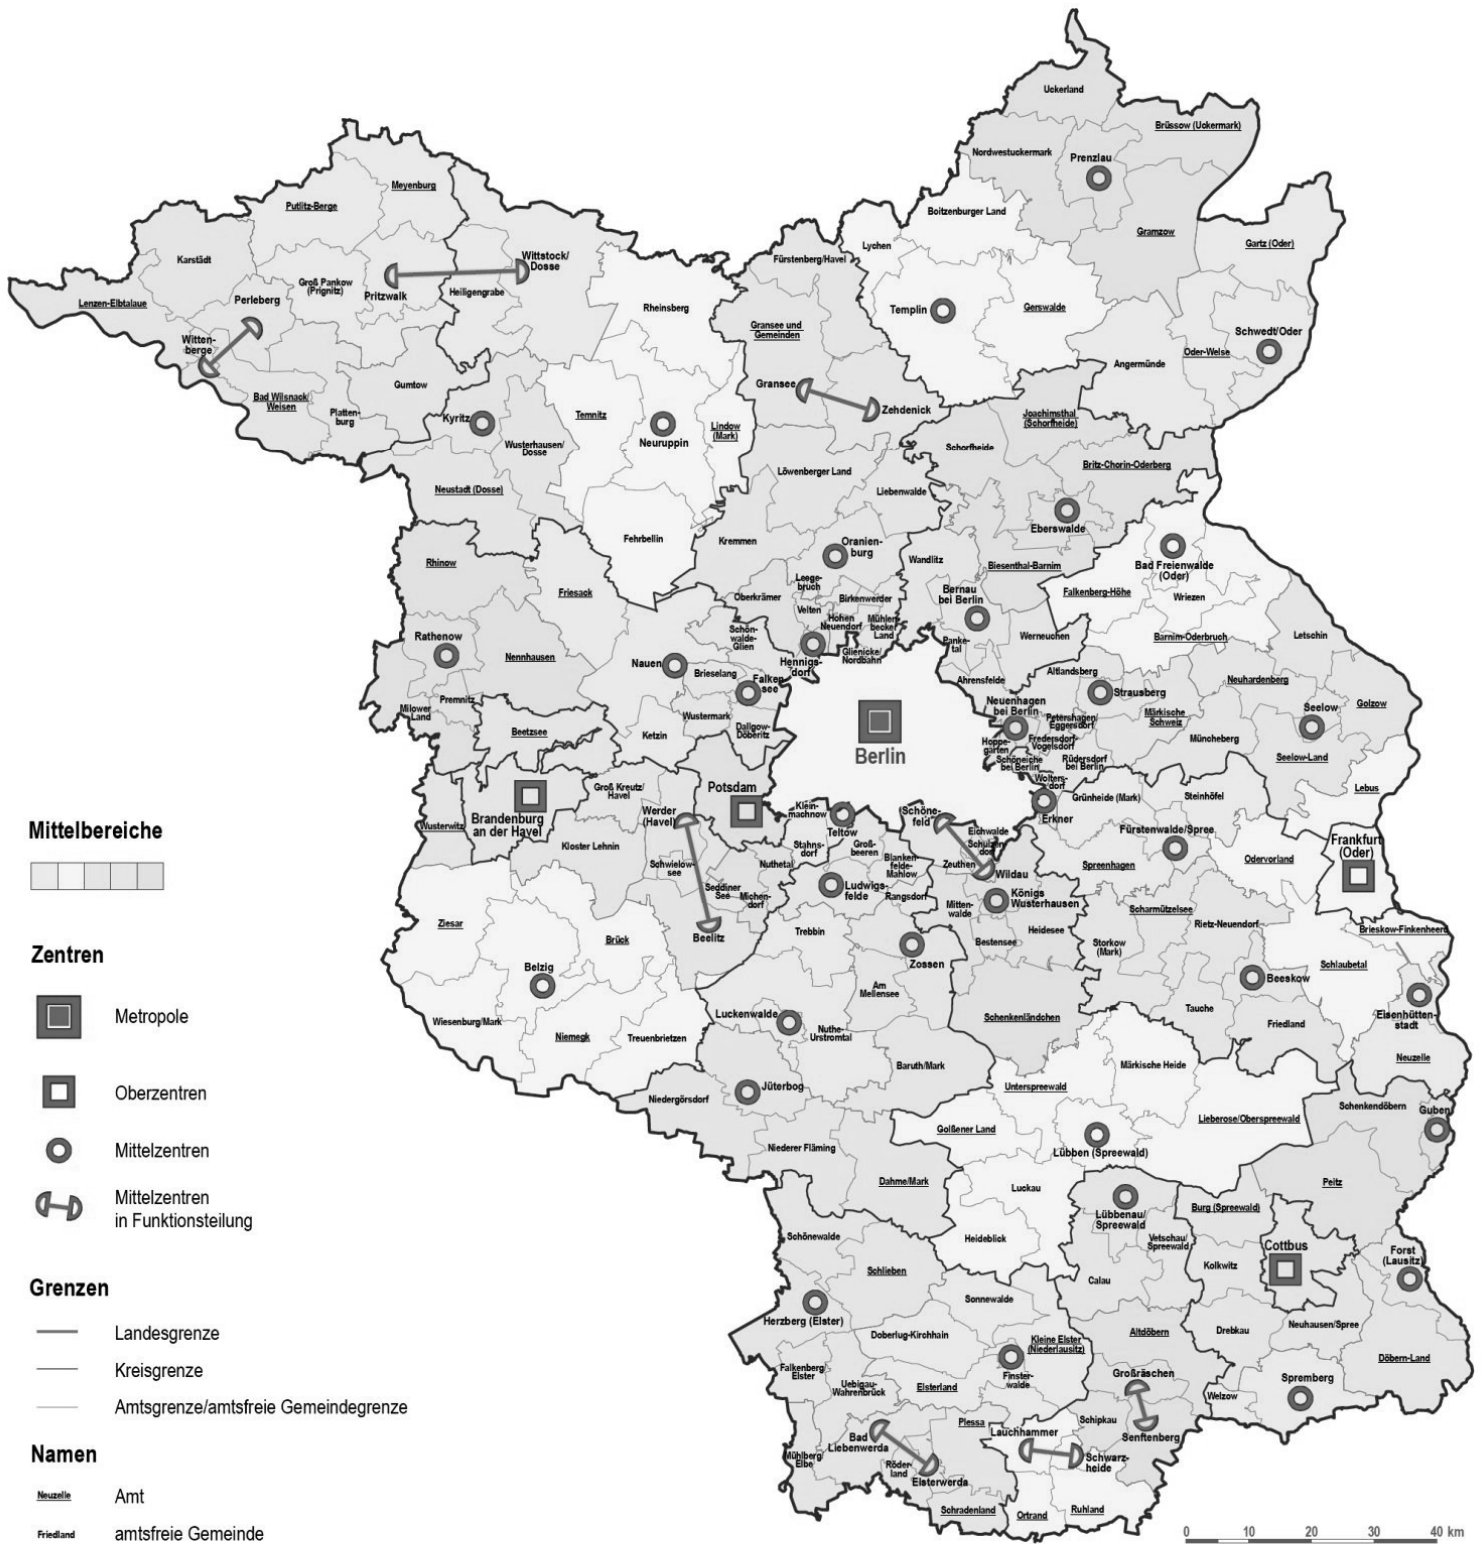 Uckerland
Brüssow (Uckermark)
Nordwestuckermark
Prenzlau
Meyenburg
Putlitz-Berge
Boitzenburger Land
Gramzow
Lychen
Gartz (Oder)
Karstädt
Wittstock/
Dosse
Fürstenberg/Havel
Groß Pankow
(Prignitz)
Pritzwalk
Heiligengrabe
Lenzen-Elbtalaue
Perleberg
Rheinsberg
Templin
Gerswalde
Gransee und
Gemeinden
Schwedt/Oder
Witten-
berge
Oder-Welse
Angermünde
Gumtow
Gransee
Zehdenick
Bad Wilsnack/
Weisen
Platten-
burg
Kyritz
Temnitz
Neuruppin
Lindow
(Mark)
Joachimsthal
(Schorfheide)
Wusterhausen/
Dosse
Schorfheide
Britz-Chorin-Oderberg
Löwenberger Land
Neustadt (Dosse)
Liebenwalde
Eberswalde
Fehrbellin
Kremmen
Oranien-
burg
Rhinow
Wandlitz
Biesenthal-Barnim
Bad Freienwalde
(Oder)
Friesack
Leege-
bruch
Oberkrämer
Birkenwerder
Bernau
bei Berlin
Falkenberg-Höhe
Wriezen
Velten
Hohen
Neuendorf
Mühlen-
becker
Land
Rathenow
Schön-
walde-
Glien
Panke-
tal
Werneuchen
Barnim-Oderbruch
Letschin
Nennhausen
Nauen
Brieselang
Hennigs-
dorf
Glienicke/
Nordbahn
Falken
see
Ahrensfelde
Altlandsberg
Strausberg
Neuhardenberg
Premnitz
Milower
Land
Wustermark
Neuenhagen
bei Berlin
Petershagen/
Eggersdorf
Märkische
Schweiz
Seelow
Golzow
Beetzsee
Ketzin
Dallgow-
Döberitz
Berlin
Hoppe-
garten
Fredersdorf-
Vogelsdorf
Müncheberg
Schöneiche
bei Berlin
Rüdersdorf
bei Berlin
Seelow-Land
Wolters-
dorf
Lebus
Groß Kreutz/
Havel
Potsdam
Grünheide (Mark)
Steinhöfel
Brandenburg
an der Havel
Werder
(Havel)
Klein-
machnow
Teltow
Schöne-
feld
Erkner
Wusterwitz
Eichwalde
Fürstenwalde/Spree
Mittelbereiche
Kloster Lehnin
Stahns-
dorf
Groß-
beeren
Schulzen
dorf
Frankfurt
(Oder)
Schwielow-
see
Nuthetal
Blanken-
felde-
Mahlow
Zeuthen
Wildau
Spreenhagen
Odervorland
Seddiner
See
Michen-
dorf
Ludwigs-
felde
Rangsdorf
Königs
Wusterhausen
Mitten-
walde
Scharmützelsee
Ziesar
Brück
Beelitz
Trebbin
Heidesee
Rietz-Neuendorf
Brieskow-Finkenheerd
Bestensee
Storkow
(Mark)
Zentren
Belzig
Zossen
Schlaubetal
Beeskow
Am
Mellensee
Metropole
Wiesenburg/Mark
Niemegk
Treuenbrietzen
Luckenwalde
Nuthe-
Urstromtal
Schenkenländchen
Tauche
Friedland
Eisenhütten-
stadt
Neuzelle
Baruth/Mark
Märkische Heide
Oberzentren
Niedergörsdorf
Jüterbog
Unterspreewald
Schenkendöbern
Guben
Golßener Land
Lieberose/Oberspreewald
Mittelzentren
Niederer Fläming
Lübben (Spreewald)
Mittelzentren
in Funktionsteilung
Dahme/Mark
Luckau
Peitz
Lübbenau/
Spreewald
Burg (Spreewald)
Schönewalde
Heideblick
Vetschau/
Spreewald
Cottbus
Forst
(Lausitz)
Schlieben
Calau
Kolkwitz
Grenzen
Sonnewalde
Herzberg (Elster)
Landesgrenze
Doberlug-Kirchhain
Kleine Elster
(Niederlausitz)
Altdöbern
Drebkau
Neuhausen/Spree
Kreisgrenze
Falkenberg
Elster
Uebigau-
Wahrenbrück
Elsterland
Finster-
walde
Großräschen
Döbern-Land
Amtsgrenze/amtsfreie Gemeindegrenze
Welzow
Spremberg
Plessa
Lauchhammer
Schipkau
Senftenberg
Namen
Bad
Liebenwerda
Mühlberg
Elbe
Röder-
land
Elsterwerda
Schwarz-
heide
Neuzelle
Amt
Schradenland
Ortrand
Ruhland
Friedland
amtsfreie Gemeinde
0 10 20 30 40 km